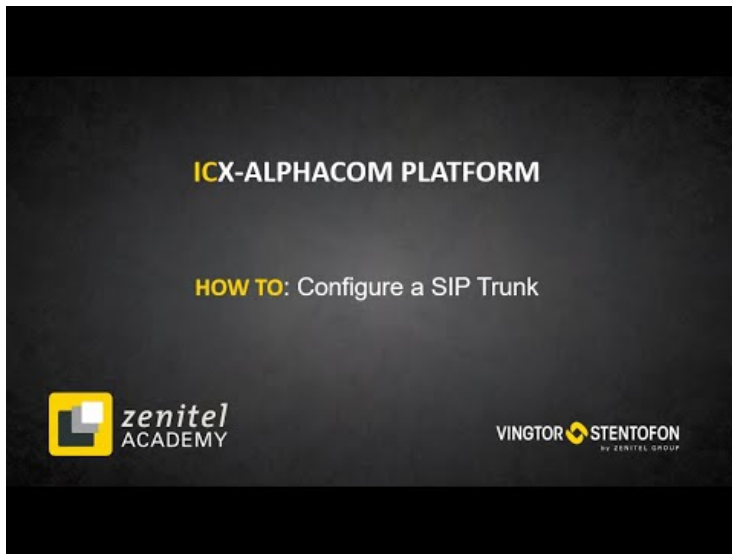 ICX-ALPHACOM PLATFORM
HOW TO: Configure a SIP Trunk
zenitel
ACADEMY
VINGTOR STENTOFON
by ZENITEL GROUP